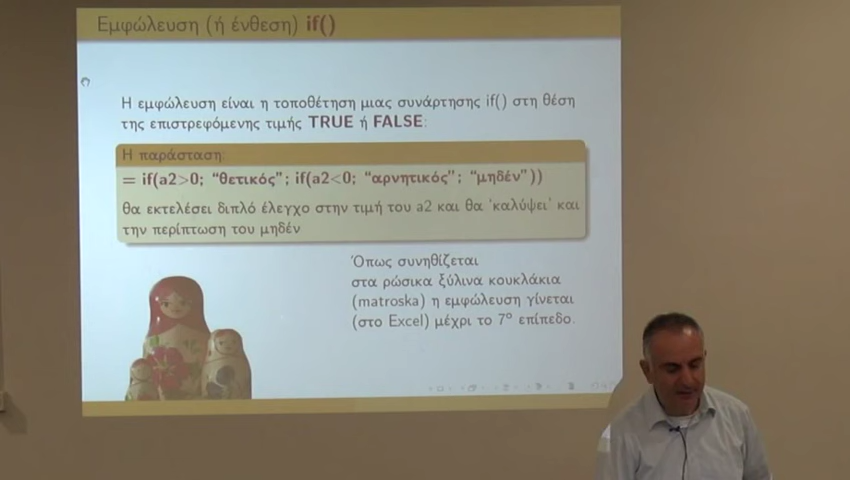 Εμφώλευση (ή ένθεση) if()
Η εμφώλευση είναι η τοποθέτηση μιας συνάρτησης if() στη θέση
της επιστρεφόμενης τιμής TRUE ή FALSE:
Η παράσταση:
= if(a2>0; “θετικός”; if(a2<0; “αρνητικός”; “μηδέν”))
θα εκτελέσει διπλό έλεγχο στην τιμή του a2 και θα ‘καλύψει’ και
την περίπτωση του μηδέν
Όπως συνηθίζεται
στα ρώσικα ξύλινα κουκλάκια
(matroska) η εμφώλευση γίνεται
(στο Excel) μέχρι το 7ο επίπεδο.